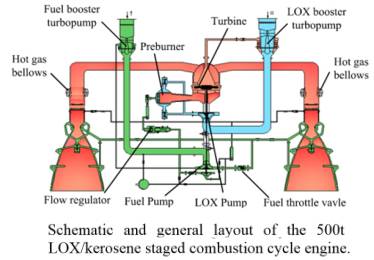 Fuel booster
turbopump
Turbine
LOX booster
turbopump
Preburner
Hot gas
bellows
Hot gas
bellows
Flow regulator
Fuel Pump
LOX Pump
Fuel throttle vavle
Schematic and general layout of the 500t
LOX/kerosene staged combustion cycle engine.